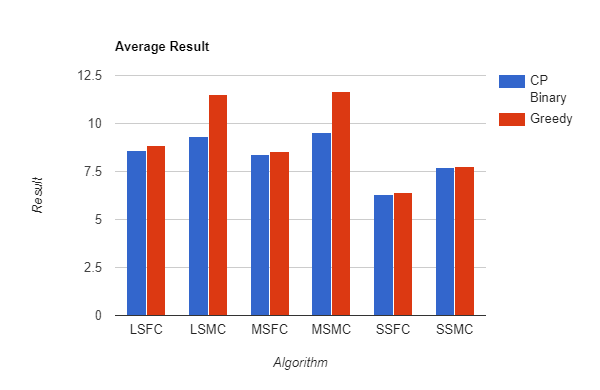 Average Result
12.5
10
7.5
5
2.5
0
Result
LSFC LSMC MSFC MSMC SSFC SSMC
Algorithm
CP
Binary
Greedy